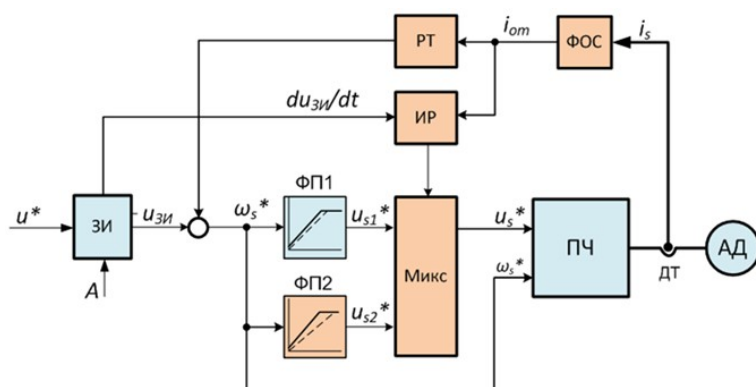 РТ
i_от
ФОС
i_s
du_ЗИ/dt
ИР
ФП1
u*
ЗИ
u_ЗИ
ω_s*
u_s1*
u_s*
ПЧ
АД
Микс
ω_s*
ДТ
A
ФП2
u_s2*